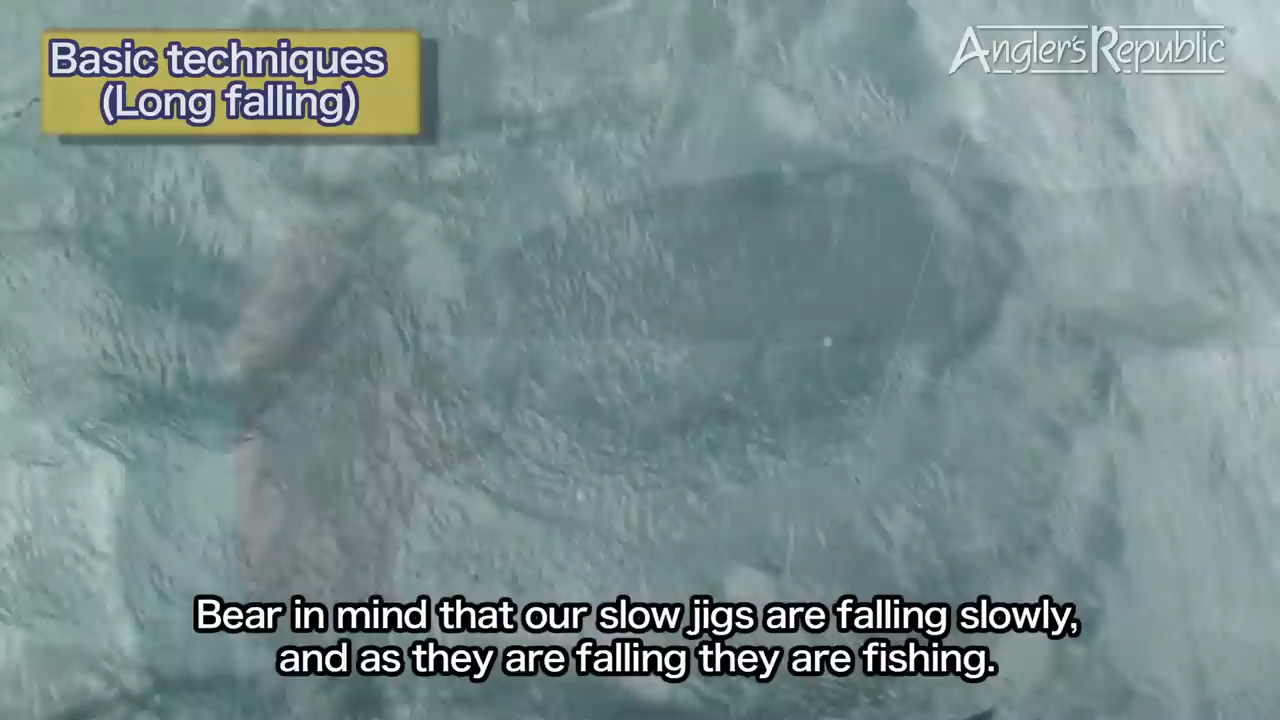 Basic techniques
(Long falling)
Angler's Republic
Bear in mind that our slow jigs are falling slowly,
and as they are falling they are fishing.